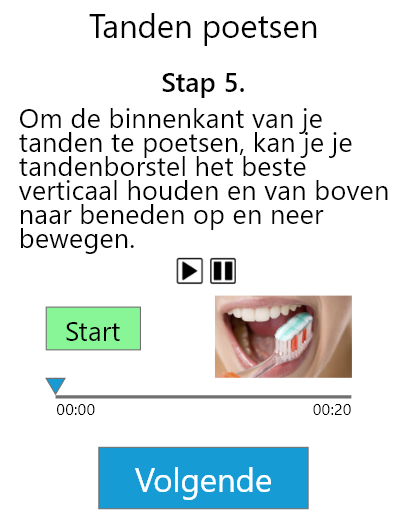 Tanden poetsen
Stap 5.
Om de binnenkant van je
tanden te poetsen, kan je je
tandenborstel het beste
verticaal houden en van boven
naar beneden op en neer
bewegen.
Start
00:00
00:20
Volgende